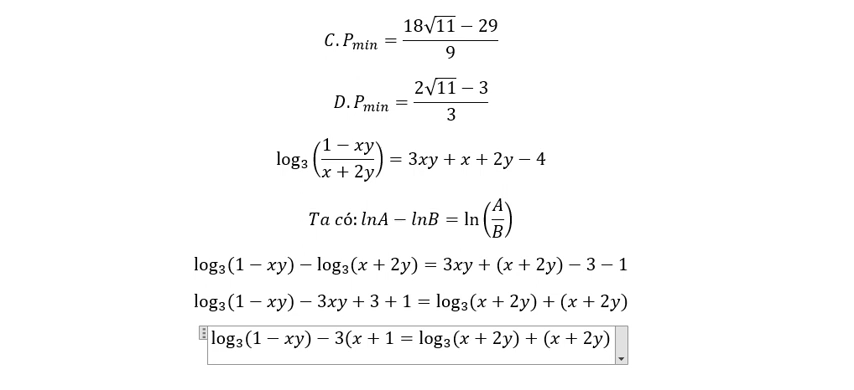 C. P_min = (18√11 − 29)/9
D. P_min = (2√11 − 3)/3
log₃((1 − xy)/(x + 2y)) = 3xy + x + 2y − 4
Ta có: lnA − lnB = ln(A/B)
log₃(1 − xy) − log₃(x + 2y) = 3xy + (x + 2y) − 3 − 1
log₃(1 − xy) − 3xy + 3 + 1 = log₃(x + 2y) + (x + 2y)
log₃(1 − xy) − 3(x + 1 = log₃(x + 2y) + (x + 2y)